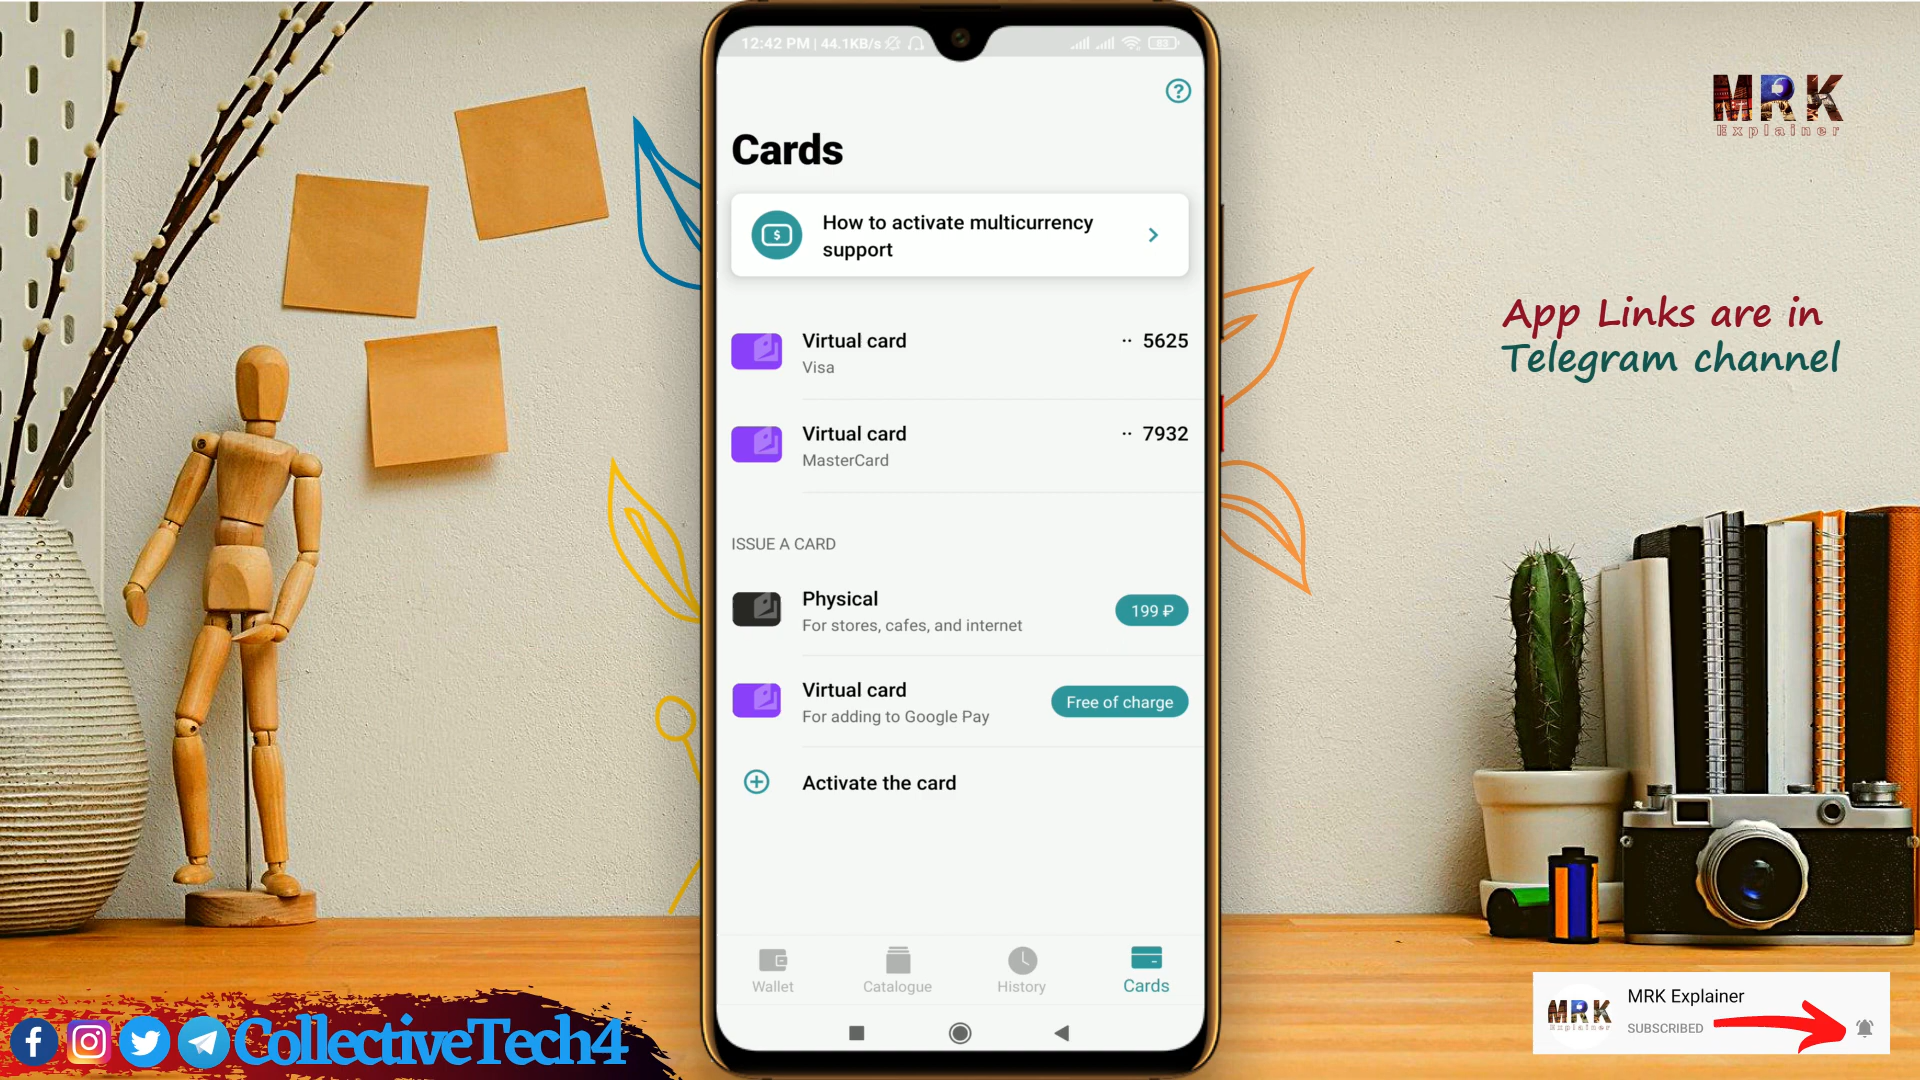 12:42 PM | 44.1KB/s
83
Cards
How to activate multicurrency
support
Virtual card
·· 5625
Visa
Virtual card
·· 7932
MasterCard
ISSUE A CARD
Physical
199 ₽
For stores, cafes, and internet
Virtual card
Free of charge
For adding to Google Pay
Activate the card
Wallet
Catalogue
History
Cards
MRK
Explainer
App Links are in
Telegram channel
CollectiveTech4
MRK
Explainer
MRK Explainer
SUBSCRIBED